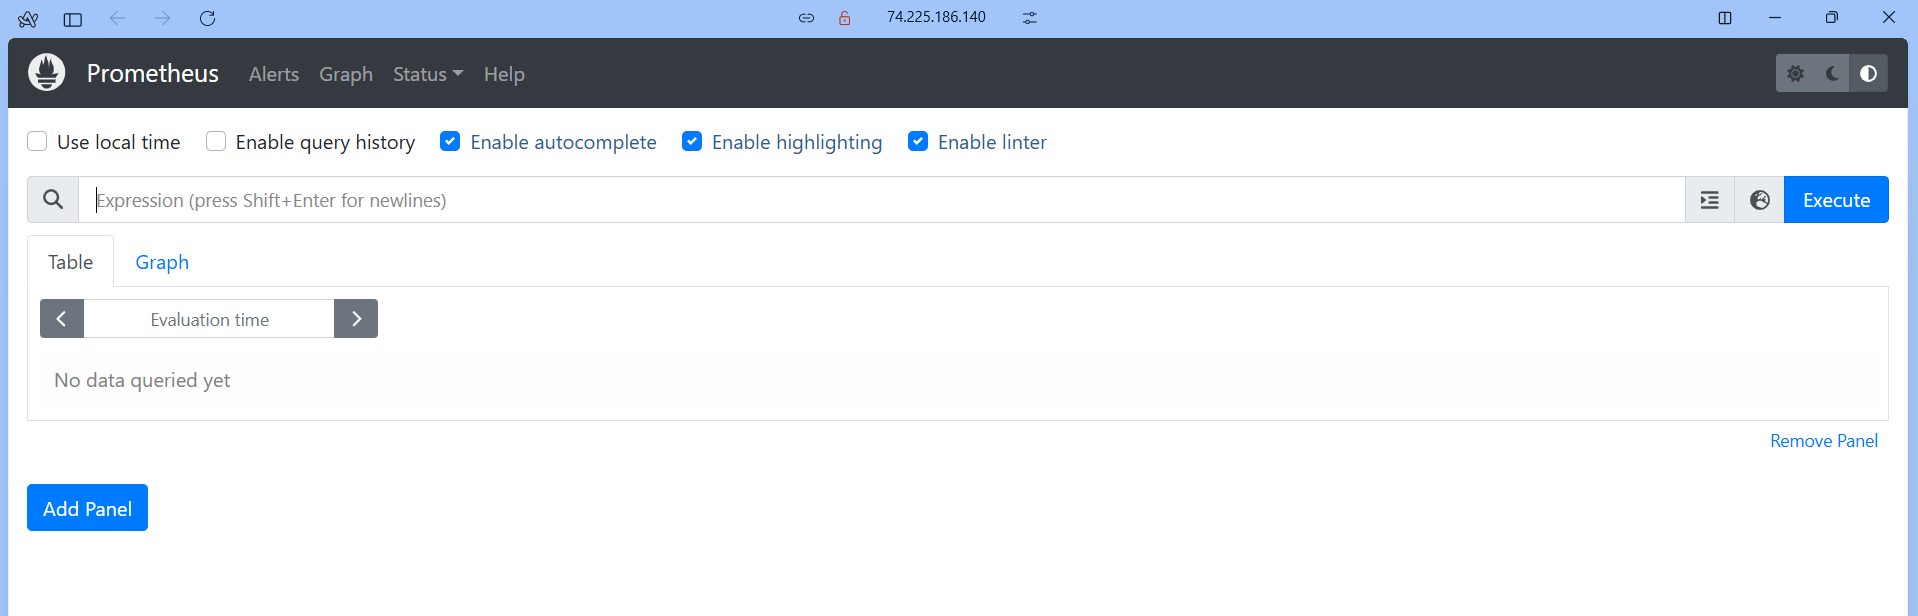 74.225.186.140
Prometheus Alerts Graph Status Help
Use local time Enable query history Enable autocomplete Enable highlighting Enable linter
Expression (press Shift+Enter for newlines) Execute
Table Graph
Evaluation time
No data queried yet
Remove Panel
Add Panel